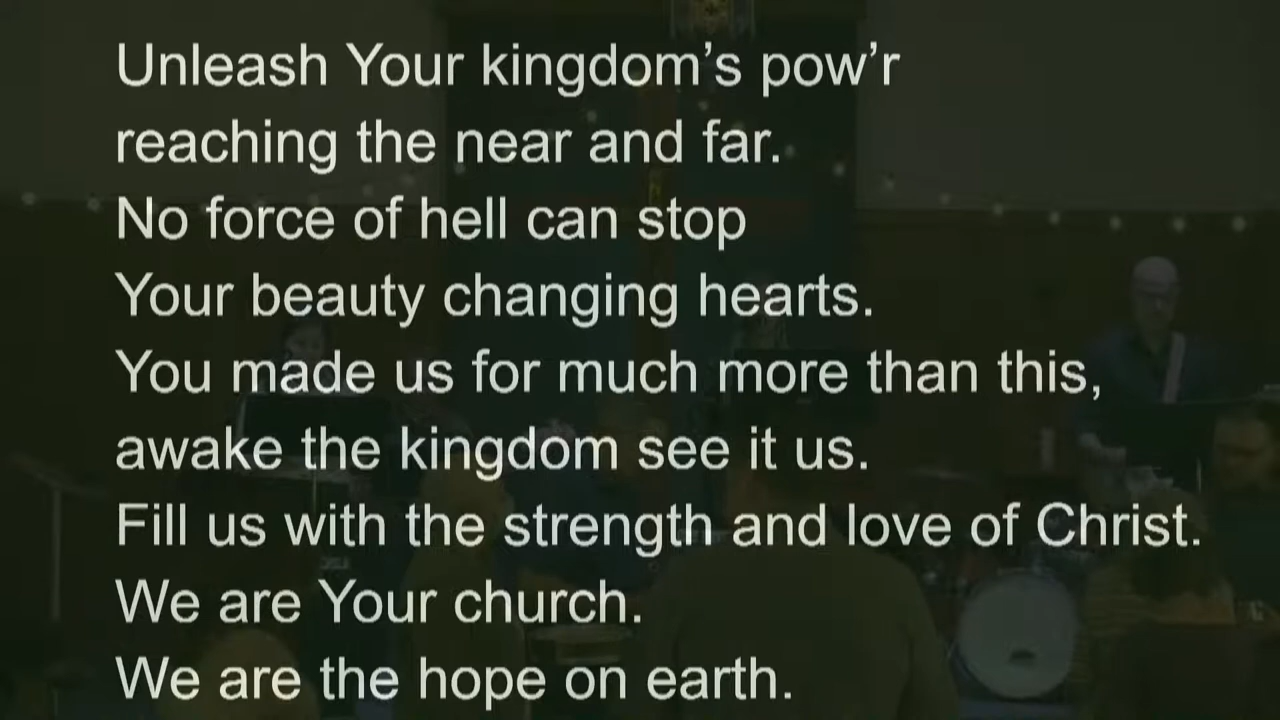 Unleash Your kingdom’s pow’r
reaching the near and far.
No force of hell can stop
Your beauty changing hearts.
You made us for much more than this,
awake the kingdom see it us.
Fill us with the strength and love of Christ.
We are Your church.
We are the hope on earth.